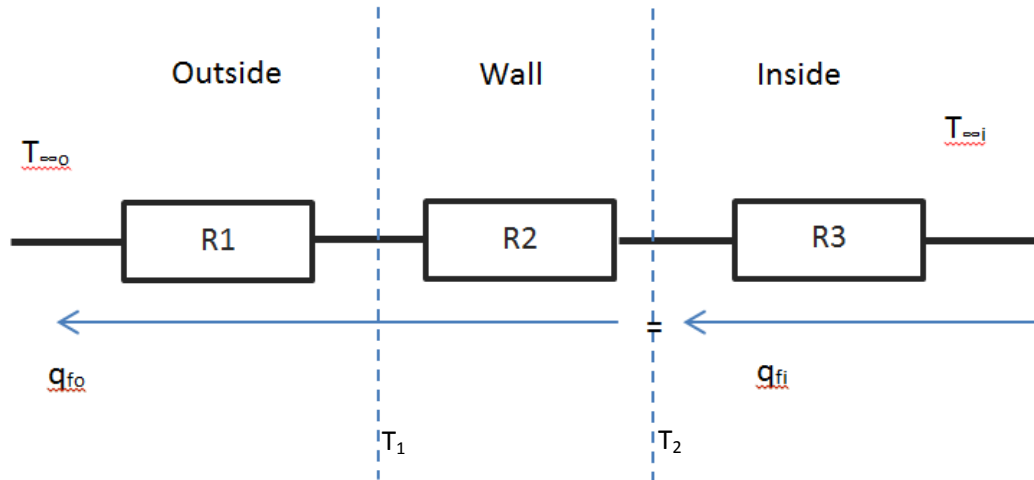 Outside Wall Inside
T∞o T∞i
R1 R2 R3
=
qfo qfi
T1 T2